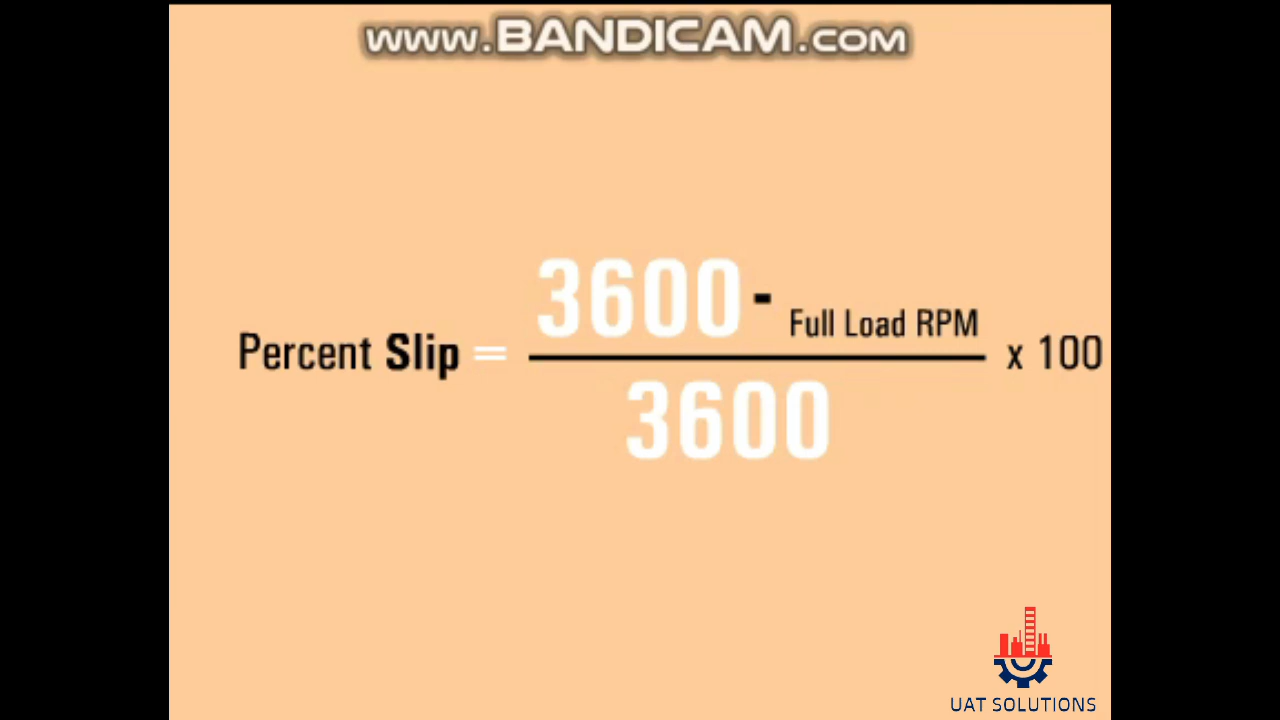 www.BANDICAM.com
3600 - Full Load RPM
Percent Slip = x 100
3600
UAT SOLUTIONS